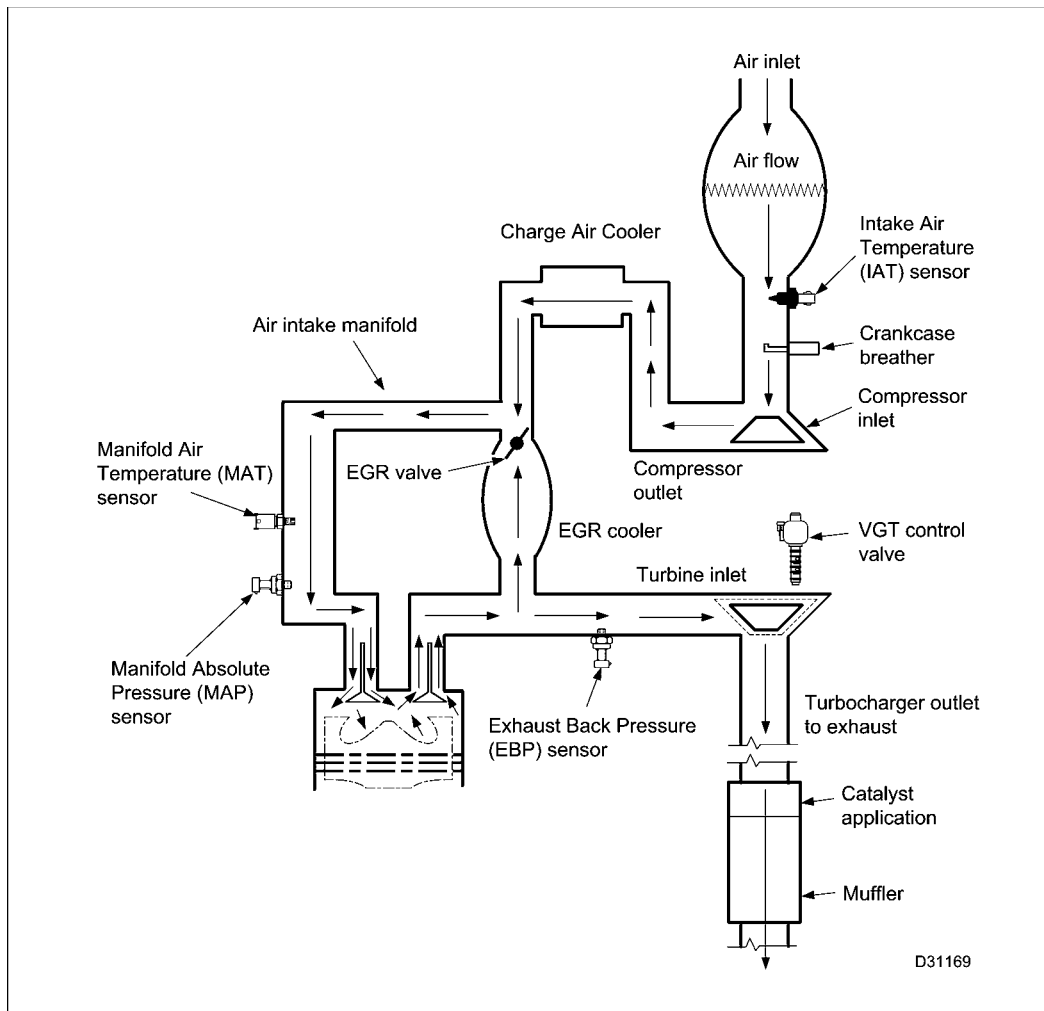 Air inlet
Air flow
Charge Air Cooler
Intake Air
Temperature
(IAT) sensor
Air intake manifold
Crankcase
breather
Compressor
inlet
Manifold Air
Temperature (MAT)
sensor
EGR valve
Compressor
outlet
EGR cooler
VGT control
valve
Turbine inlet
Manifold Absolute
Pressure (MAP)
sensor
Exhaust Back Pressure
(EBP) sensor
Turbocharger outlet
to exhaust
Catalyst
application
Muffler
D31169